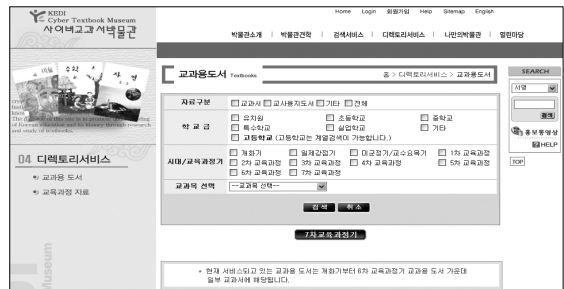 KEDI
Cyber Textbook Museum
사이버교과서박물관
Home Login 회원가입 Help Sitemap English
박물관소개 | 박물관견학 | 검색서비스 | 디렉토리서비스 | 나만의박물관 | 열린마당
교과용도서 Textbooks
홈 > 디렉토리서비스 > 교과용도서
자료구분 교과서 교사용지도서 기타 전체
학 교 급 유치원 초등학교 중학교
특수학교 실업학교 기타
고등학교 (고등학교는 계열검색이 가능합니다.)
시대/교육과정기 개화기 일제강점기 미군정기/교수요목기 1차 교육과정
2차 교육과정 3차 교육과정 4차 교육과정 5차 교육과정
6차 교육과정 7차 교육과정
교과목 선택 --교과목 선택--
검색 취소
7차교육과정기
+ 현재 서비스되고 있는 교과용 도서는 개화기부터 6차 교육과정기 교과용 도서 가운데
일부 교과서에 해당됩니다.
SEARCH
서명
검색
홍보동영상
HELP
TOP
of Korean education and its history through research
and study of textbooks.
04 디렉토리서비스
교과용 도서
교육과정 자료
museum